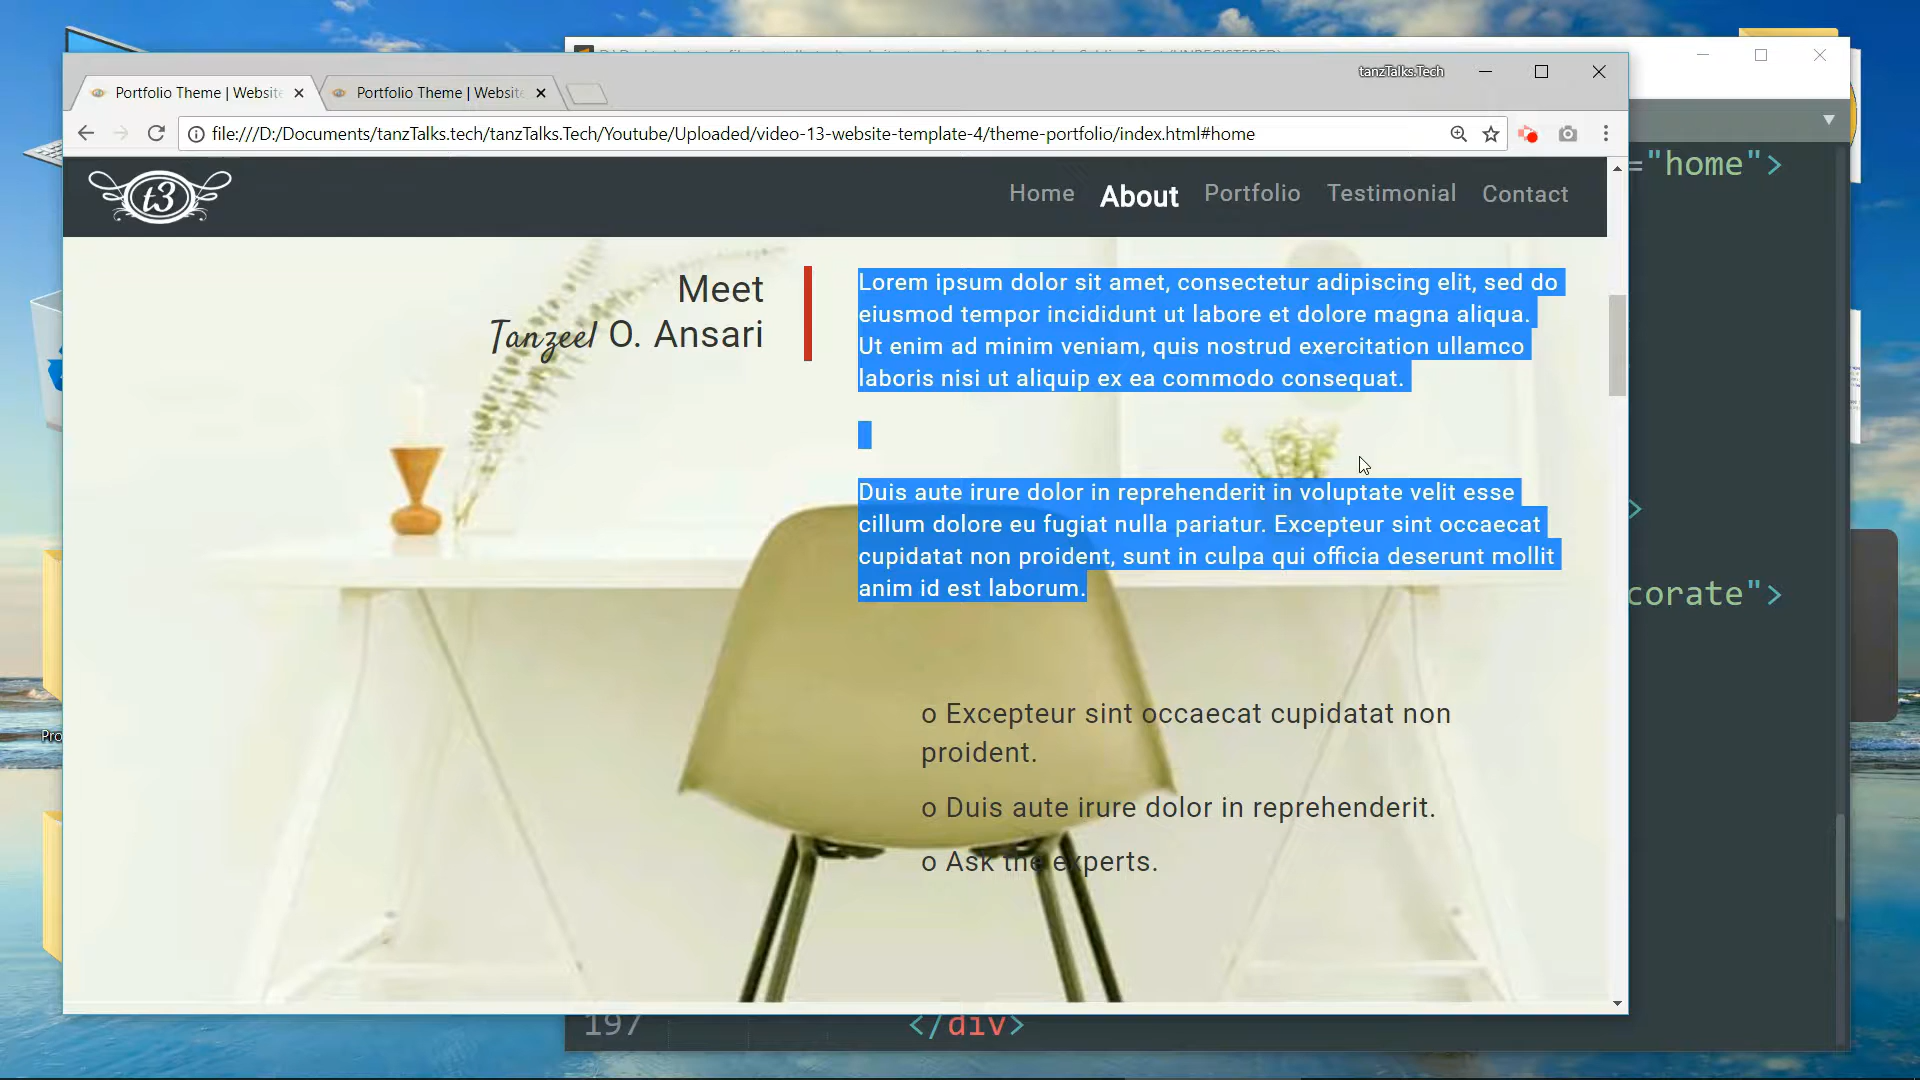 tanzTalks.Tech
Portfolio Theme | Website
Portfolio Theme | Website
file:///D:/Documents/tanzTalks.tech/tanzTalks.Tech/Youtube/Uploaded/video-13-website-template-4/theme-portfolio/index.html#home
t3
Home About Portfolio Testimonial Contact
="home">
Meet
Tanzeel O. Ansari
Lorem ipsum dolor sit amet, consectetur adipiscing elit, sed do
eiusmod tempor incididunt ut labore et dolore magna aliqua.
Ut enim ad minim veniam, quis nostrud exercitation ullamco
laboris nisi ut aliquip ex ea commodo consequat.
Duis aute irure dolor in reprehenderit in voluptate velit esse
cillum dolore eu fugiat nulla pariatur. Excepteur sint occaecat
cupidatat non proident, sunt in culpa qui officia deserunt mollit
anim id est laborum.
>
corate">
o Excepteur sint occaecat cupidatat non
proident.
o Duis aute irure dolor in reprehenderit.
o Ask the experts.
Pro
197 </div>